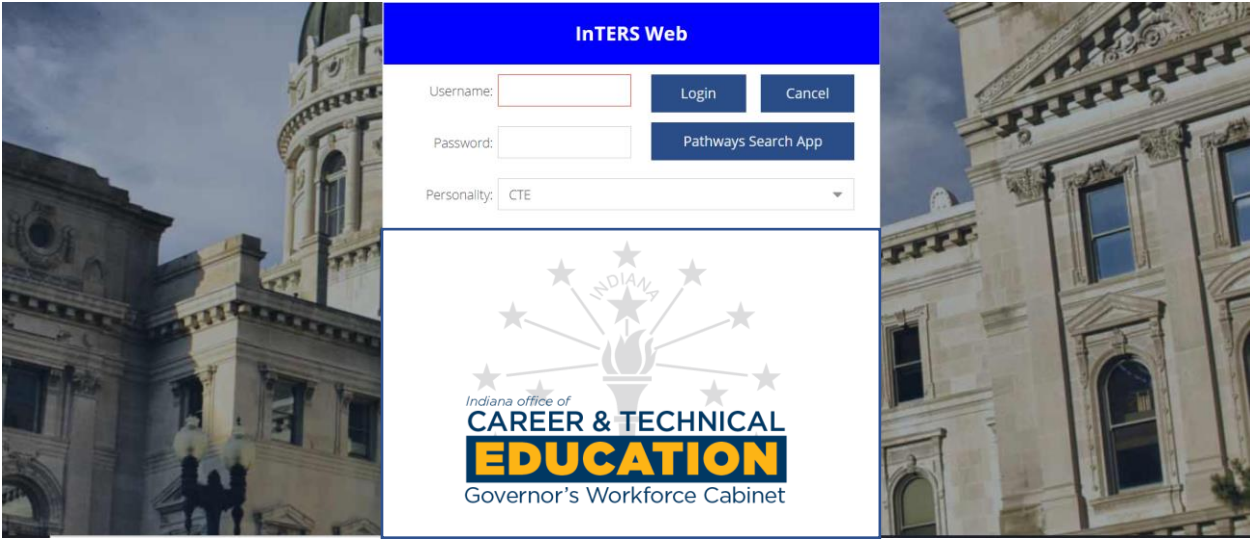 InTERS Web
Username:
Login
Cancel
Password:
Pathways Search App
Personality: CTE
INDIANA
Indiana office of
CAREER & TECHNICAL
EDUCATION
Governor's Workforce Cabinet